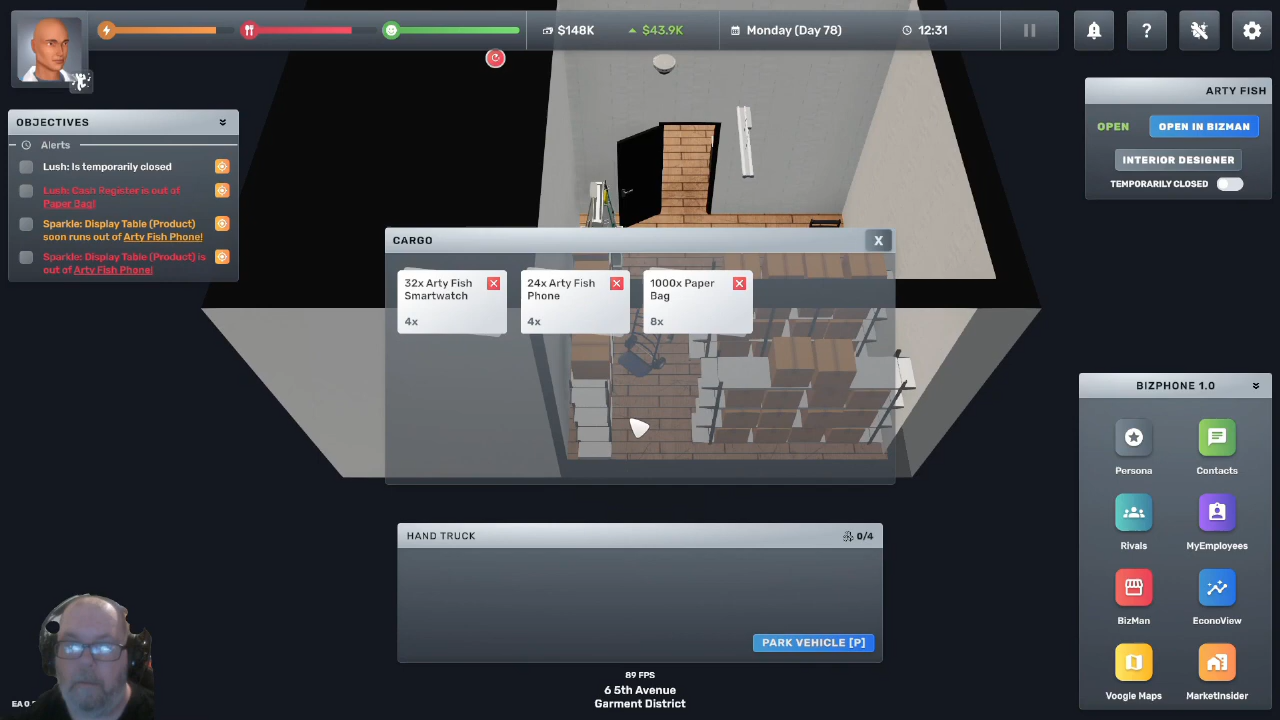 $148K
$43.9K
Monday (Day 78)
12:31
?
OBJECTIVES
Alerts
Lush: Is temporarily closed
Lush: Cash Register is out of
Paper Bag!
Sparkle: Display Table (Product)
soon runs out of Arty Fish Phone!
Sparkle: Display Table (Product) is
out of Arty Fish Phone!
ARTY FISH
OPEN
OPEN IN BIZMAN
INTERIOR DESIGNER
TEMPORARILY CLOSED
CARGO
X
32x Arty Fish
Smartwatch
4x
24x Arty Fish
Phone
4x
1000x Paper
Bag
8x
BIZPHONE 1.0
Persona
Contacts
Rivals
MyEmployees
BizMan
EconoView
Voogle Maps
MarketInsider
HAND TRUCK
0/4
PARK VEHICLE [P]
89 FPS
6 5th Avenue
Garment District